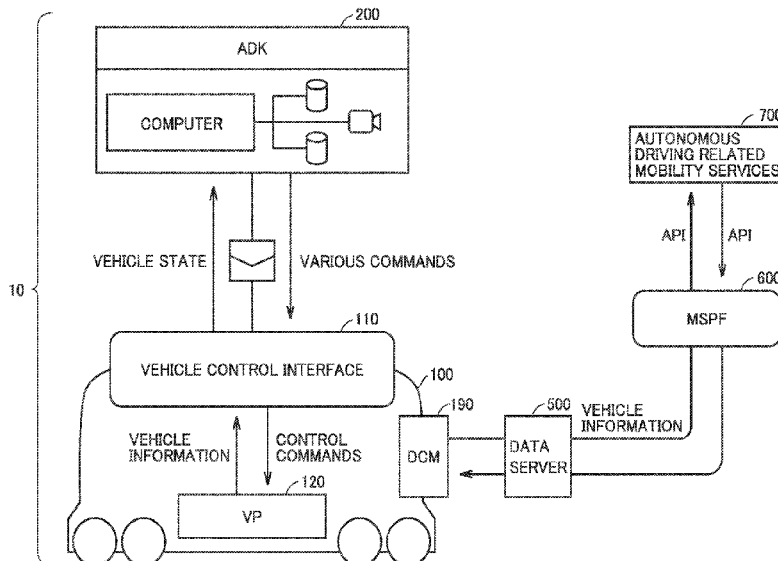 200
ADK
COMPUTER
700
AUTONOMOUS
DRIVING RELATED
MOBILITY SERVICES
API
API
VEHICLE STATE
VARIOUS COMMANDS
10
600
MSPF
110
VEHICLE CONTROL INTERFACE
100
190
500
VEHICLE
INFORMATION
DCM
DATA
SERVER
VEHICLE
INFORMATION
CONTROL
COMMANDS
120
VP